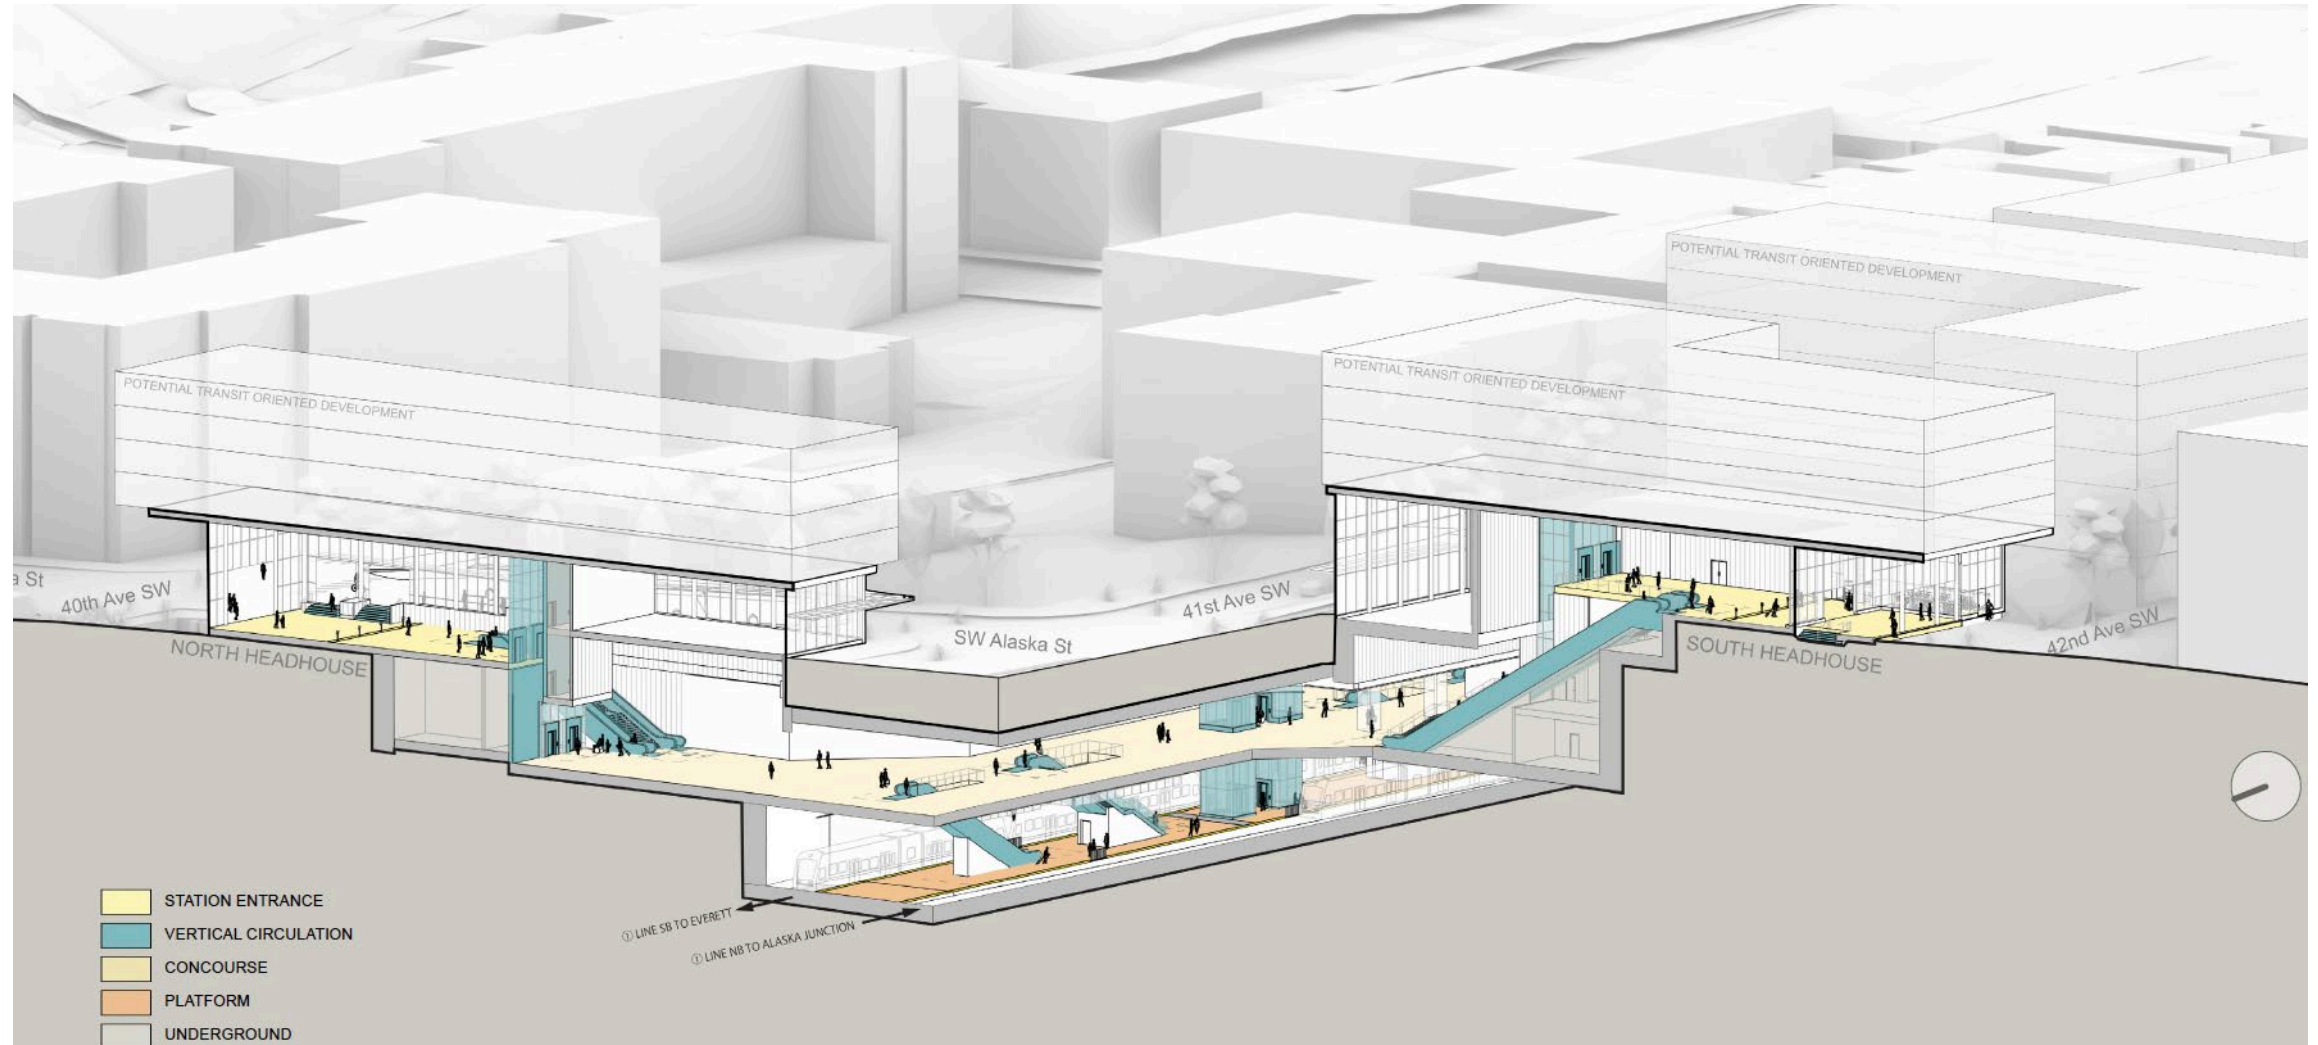 POTENTIAL TRANSIT ORIENTED DEVELOPMENT
POTENTIAL TRANSIT ORIENTED DEVELOPMENT
POTENTIAL TRANSIT ORIENTED DEVELOPMENT
a St
40th Ave SW
41st Ave SW
SW Alaska St
42nd Ave SW
NORTH HEADHOUSE
SOUTH HEADHOUSE
① LINE SB TO EVERETT
① LINE NB TO ALASKA JUNCTION
STATION ENTRANCE
VERTICAL CIRCULATION
CONCOURSE
PLATFORM
UNDERGROUND